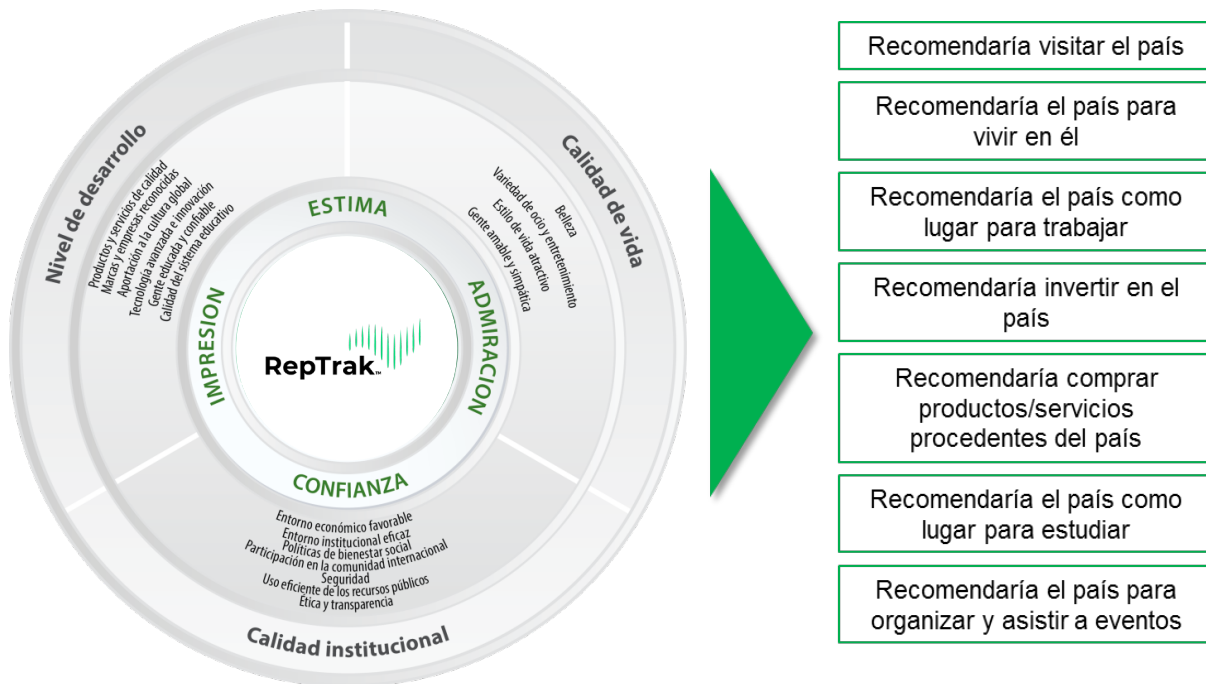 Nivel de desarrollo
Productos y servicios de calidad
Marcas y empresas reconocidas
Aportación a la cultura global
Tecnología avanzada e innovación
Gente educada y confiable
Calidad del sistema educativo
Calidad de vida
Belleza
Variedad de ocio y entretenimiento
Estilo de vida atractivo
Gente amable y simpática
ESTIMA
ADMIRACION
IMPRESION
CONFIANZA
RepTrak™
Entorno económico favorable
Entorno institucional eficaz
Políticas de bienestar social
Participación en la comunidad internacional
Seguridad
Uso eficiente de los recursos públicos
Ética y transparencia
Calidad institucional
Recomendaría visitar el país
Recomendaría el país para
vivir en él
Recomendaría el país como
lugar para trabajar
Recomendaría invertir en el
país
Recomendaría comprar
productos/servicios
procedentes del país
Recomendaría el país como
lugar para estudiar
Recomendaría el país para
organizar y asistir a eventos